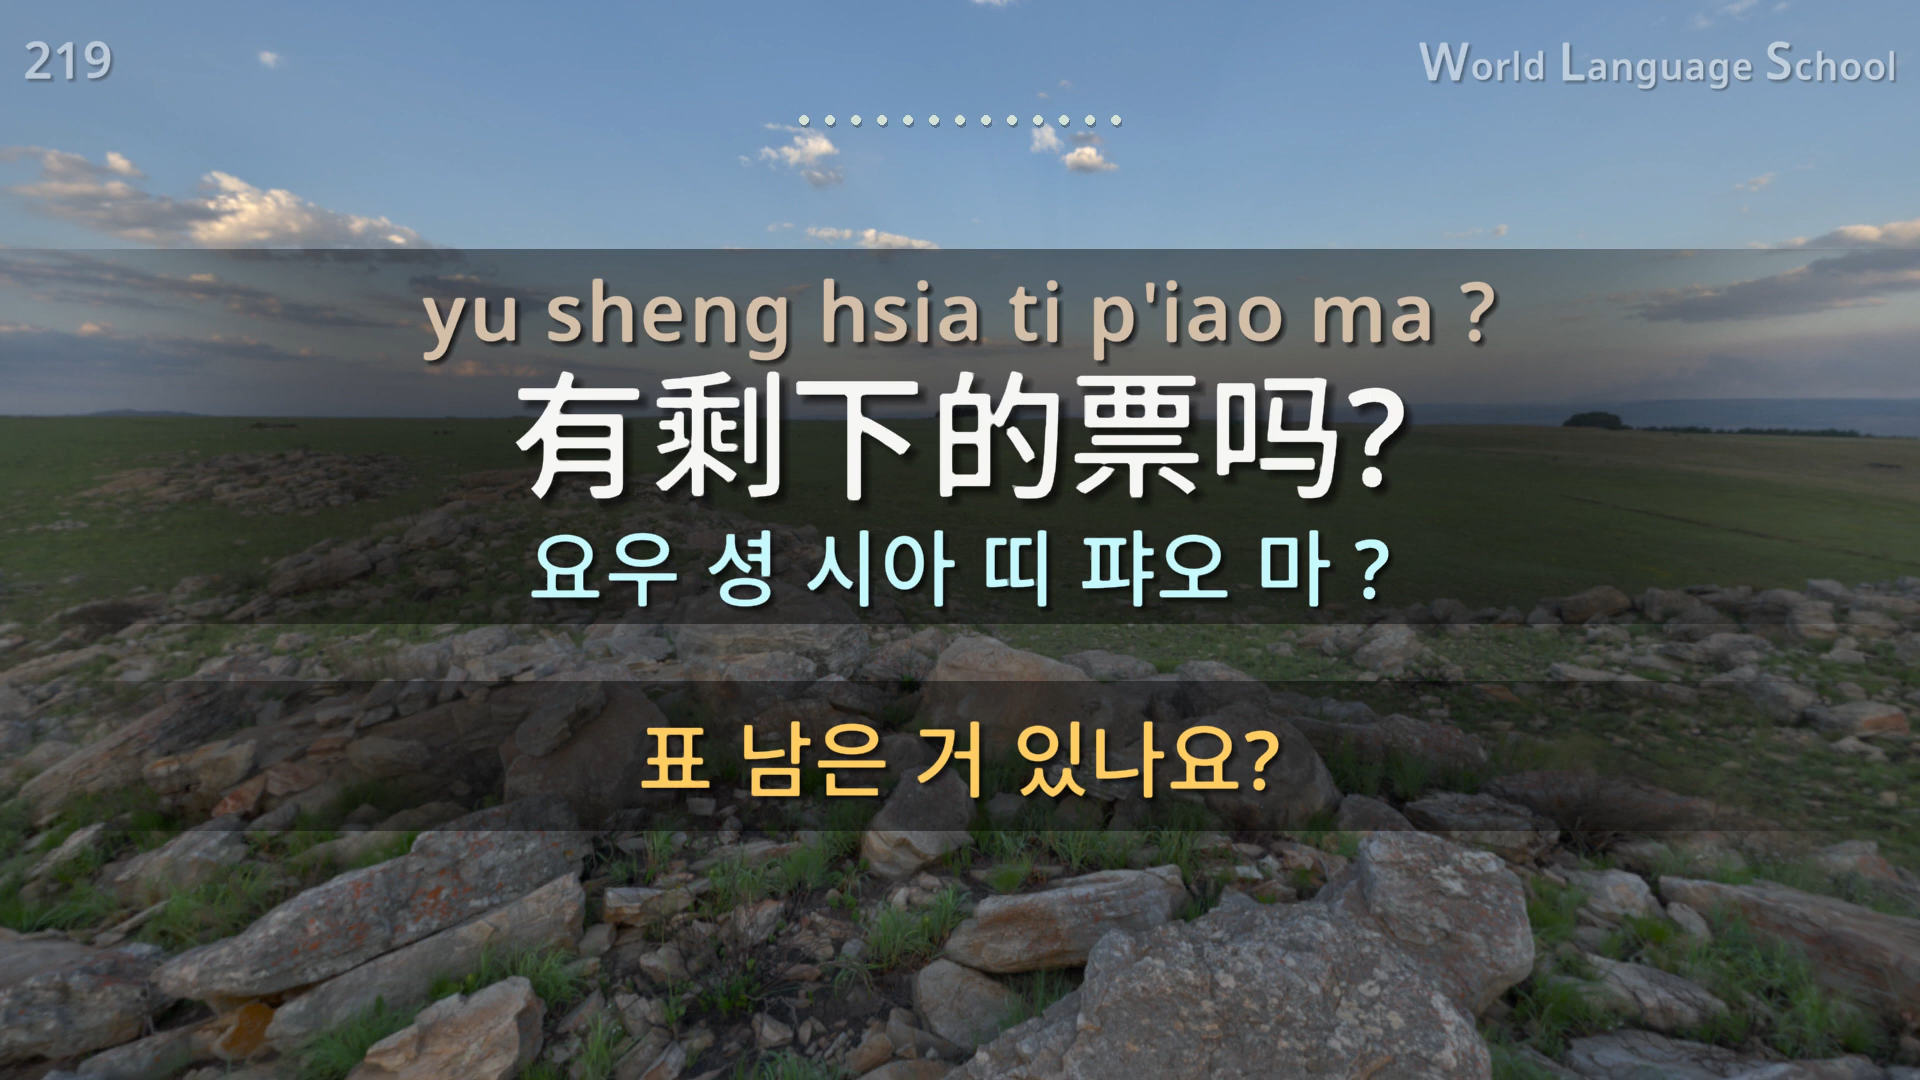 219
World Language School
yu sheng hsia ti p'iao ma ?
有剩下的票吗?
요우 셩 시아 띠 퍄오 마 ?
표 남은 거 있나요?